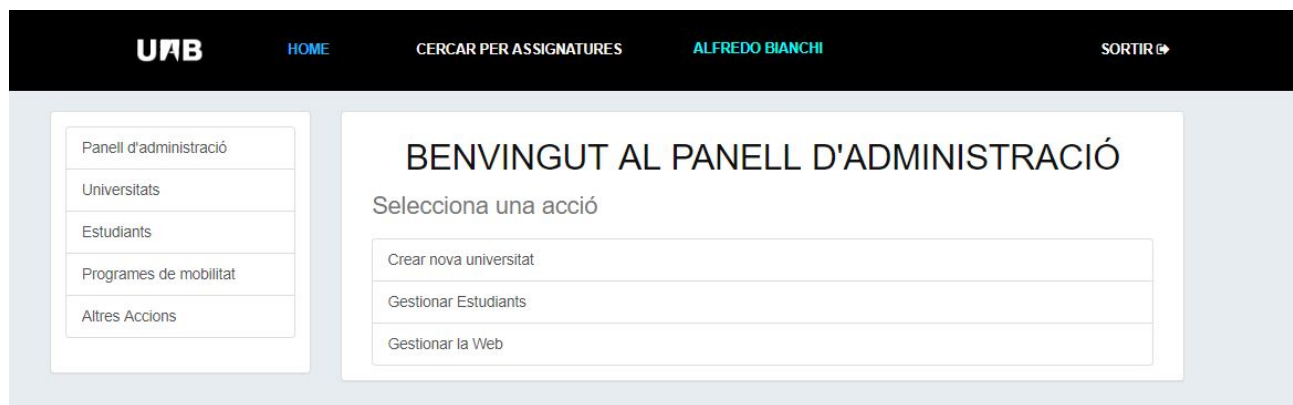 UAB HOME CERCAR PER ASSIGNATURES ALFREDO BIANCHI SORTIR
Panell d'administració
Universitats
Estudiants
Programes de mobilitat
Altres Accions
BENVINGUT AL PANELL D'ADMINISTRACIÓ
Selecciona una acció
Crear nova universitat
Gestionar Estudiants
Gestionar la Web